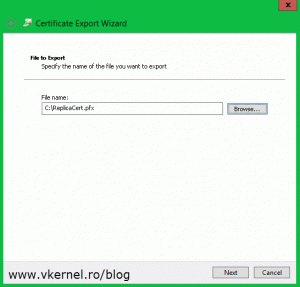 Certificate Export Wizard
File to Export
Specify the name of the file you want to export
File name:
C:\ReplicaCert.pfx
Browse...
www.vkernel.ro/blog
Next
Cancel